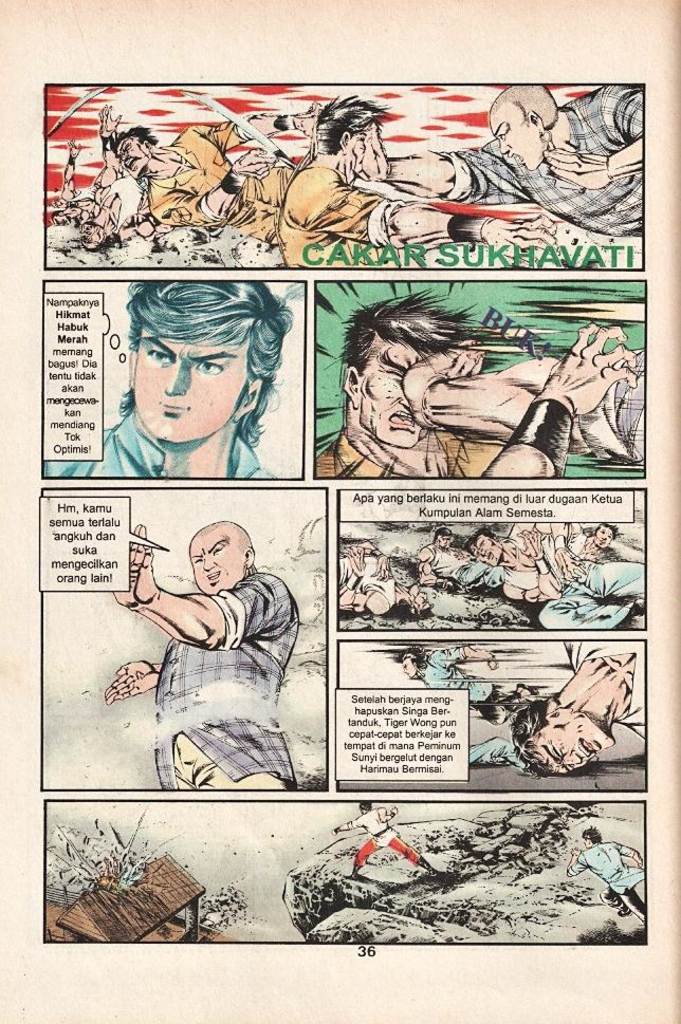 CAKAR SUKHAVATI
Nampaknya
Hikmat
Habuk
Merah
memang
bagus! Dia
tentu tidak
akan
mengecewa-
kan
mendiang
Tok
Optimis!
BUK!
Hm, kamu
semua terlalu
angkuh dan
suka
mengecilkan
orang lain!
Apa yang berlaku ini memang di luar dugaan Ketua
Kumpulan Alam Semesta.
Setelah berjaya meng-
hapuskan Singa Ber-
tanduk, Tiger Wong pun
cepat-cepat berkejar ke
tempat di mana Peminum
Sunyi bergelut dengan
Harimau Bermisai.
36